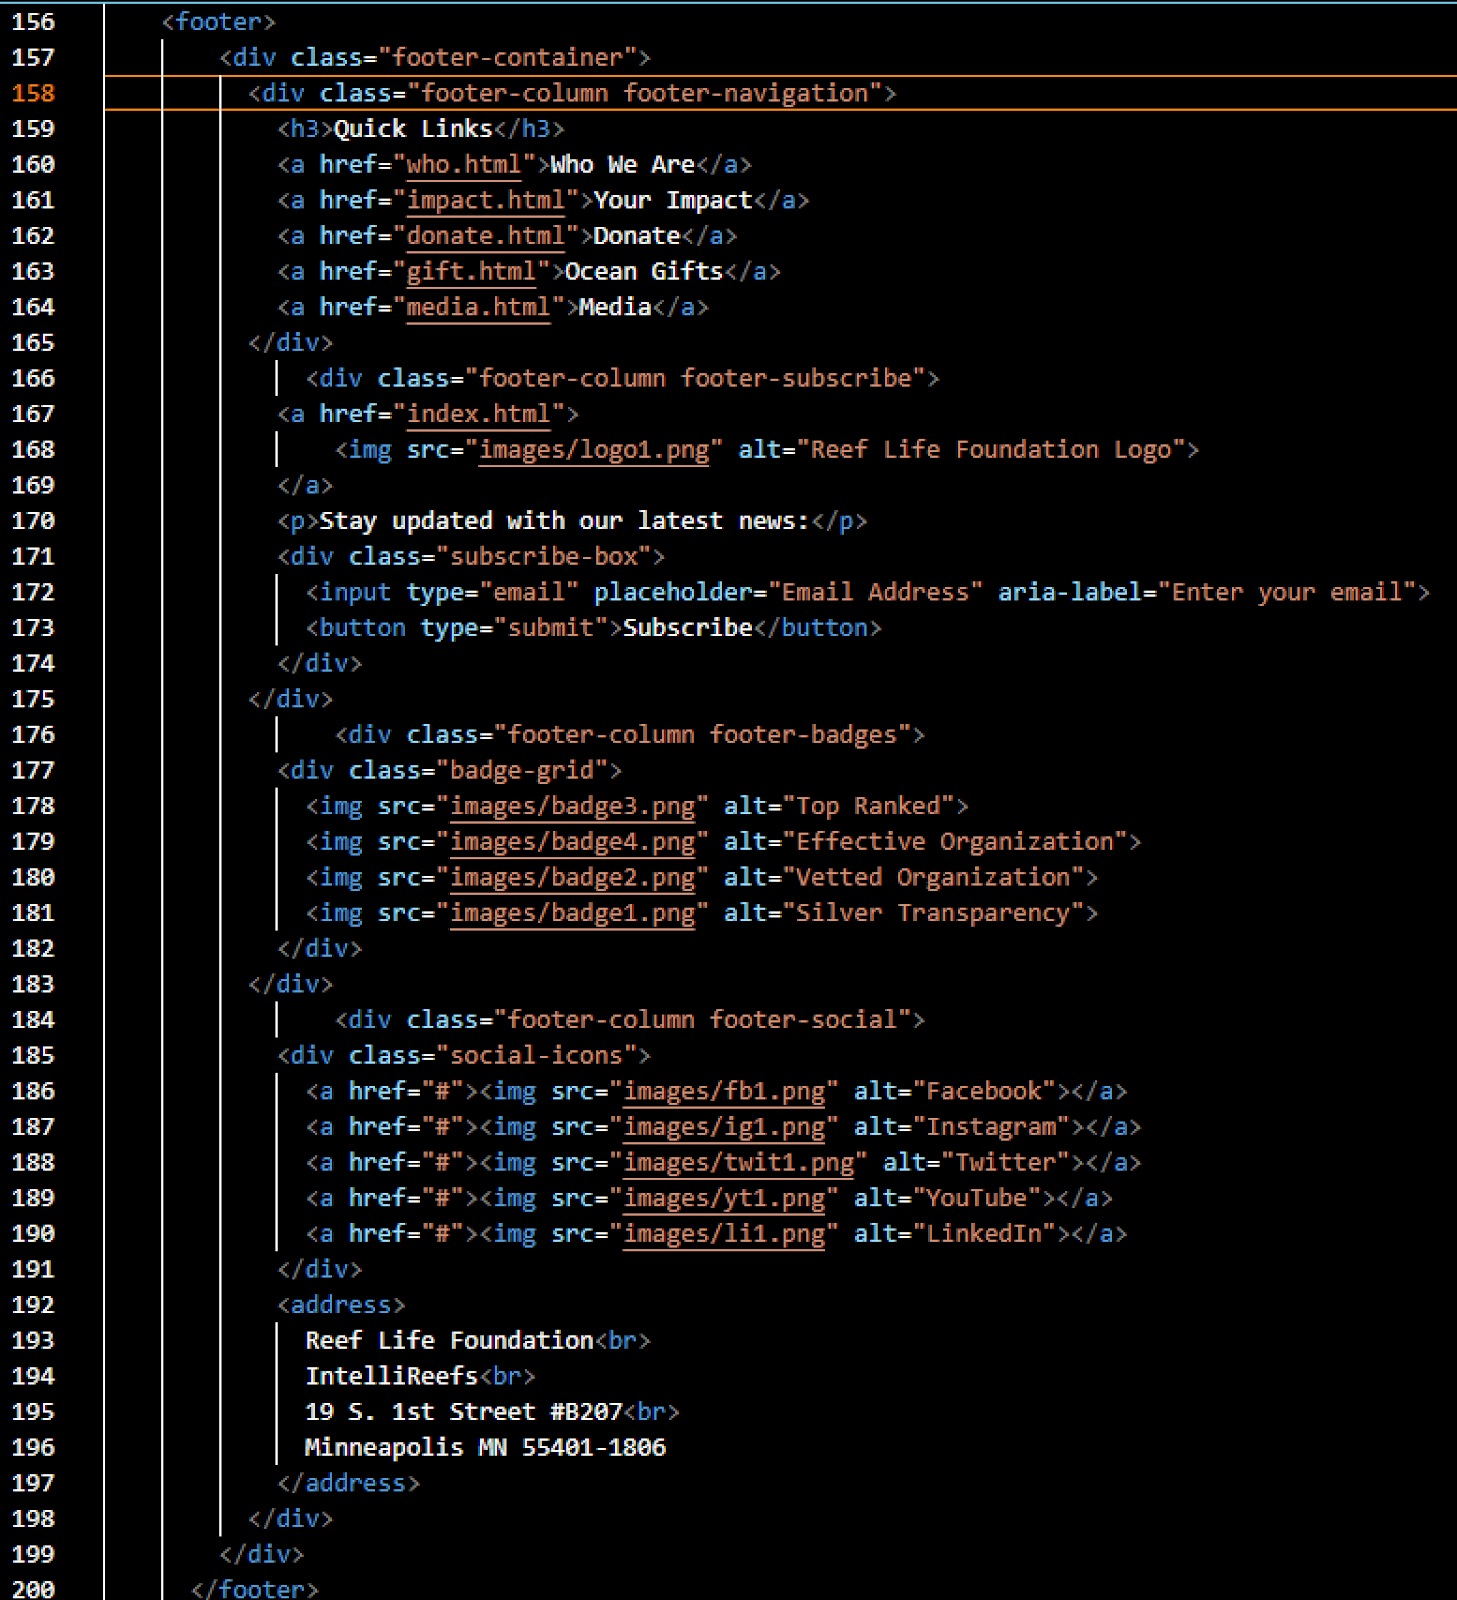 156 <footer>
157 <div class="footer-container">
158 <div class="footer-column footer-navigation">
159 <h3>Quick Links</h3>
160 <a href="who.html">Who We Are</a>
161 <a href="impact.html">Your Impact</a>
162 <a href="donate.html">Donate</a>
163 <a href="gift.html">Ocean Gifts</a>
164 <a href="media.html">Media</a>
165 </div>
166 <div class="footer-column footer-subscribe">
167 <a href="index.html">
168 <img src="images/logo1.png" alt="Reef Life Foundation Logo">
169 </a>
170 <p>Stay updated with our latest news:</p>
171 <div class="subscribe-box">
172 <input type="email" placeholder="Email Address" aria-label="Enter your email">
173 <button type="submit">Subscribe</button>
174 </div>
175 </div>
176 <div class="footer-column footer-badges">
177 <div class="badge-grid">
178 <img src="images/badge3.png" alt="Top Ranked">
179 <img src="images/badge4.png" alt="Effective Organization">
180 <img src="images/badge2.png" alt="Vetted Organization">
181 <img src="images/badge1.png" alt="Silver Transparency">
182 </div>
183 </div>
184 <div class="footer-column footer-social">
185 <div class="social-icons">
186 <a href="#"><img src="images/fb1.png" alt="Facebook"></a>
187 <a href="#"><img src="images/ig1.png" alt="Instagram"></a>
188 <a href="#"><img src="images/twit1.png" alt="Twitter"></a>
189 <a href="#"><img src="images/yt1.png" alt="YouTube"></a>
190 <a href="#"><img src="images/li1.png" alt="LinkedIn"></a>
191 </div>
192 <address>
193 Reef Life Foundation<br>
194 IntelliReefs<br>
195 19 S. 1st Street #B207<br>
196 Minneapolis MN 55401-1806
197 </address>
198 </div>
199 </div>
200 </footer>